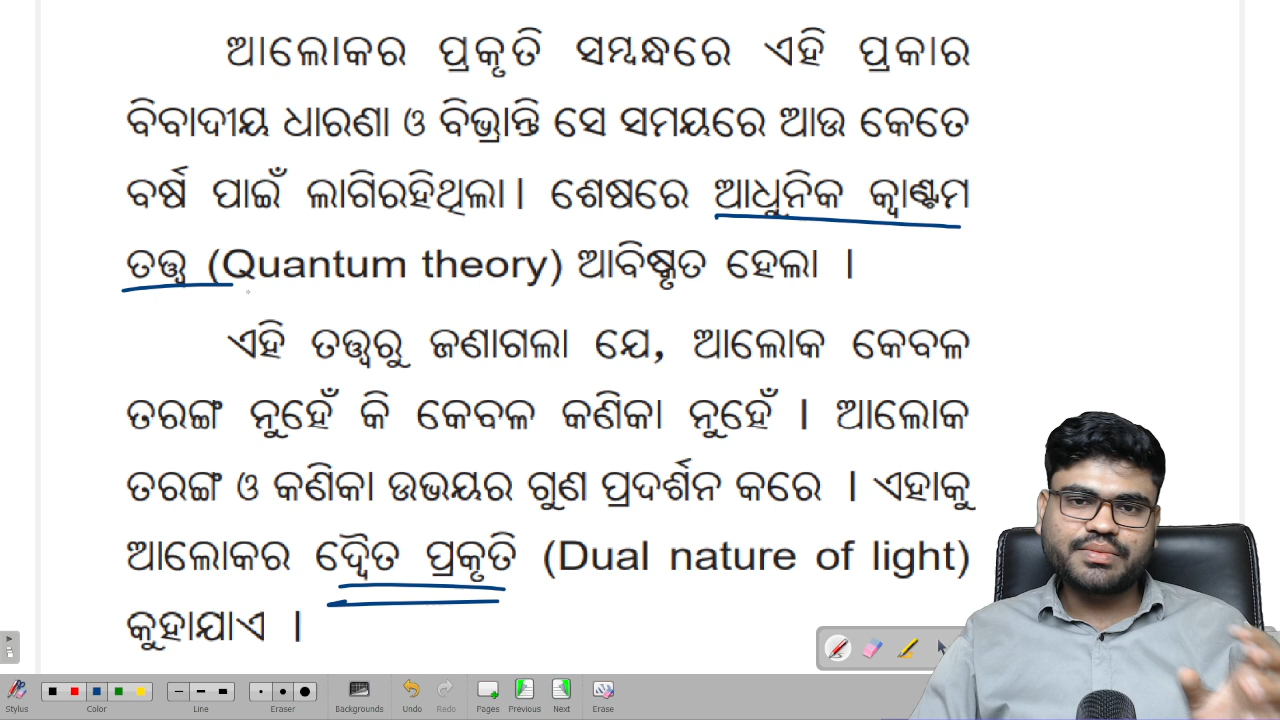 ଆଲୋକର ପ୍ରକୃତି ସମ୍ବନ୍ଧରେ ଏହି ପ୍ରକାର
ବିବାଦୀୟ ଧାରଣା ଓ ବିଭ୍ରାନ୍ତି ସେ ସମୟରେ ଆଉ କେତେ
ବର୍ଷ ପାଇଁ ଲାଗିରହିଥିଲା। ଶେଷରେ ଆଧୁନିକ କ୍ୱାଣ୍ଟମ
ତତ୍ତ୍ୱ (Quantum theory) ଆବିଷ୍କୃତ ହେଲା ।
ଏହି ତତ୍ତ୍ୱରୁ ଜଣାଗଲା ଯେ, ଆଲୋକ କେବଳ
ତରଙ୍ଗ ନୁହେଁ କି କେବଳ କଣିକା ନୁହେଁ । ଆଲୋକ
ତରଙ୍ଗ ଓ କଣିକା ଉଭୟର ଗୁଣ ପ୍ରଦର୍ଶନ କରେ । ଏହାକୁ
ଆଲୋକର ଦ୍ୱୈତ ପ୍ରକୃତି (Dual nature of light)
କୁହାଯାଏ ।
Stylus Color Line Eraser Backgrounds Undo Redo Pages Previous Next Erase